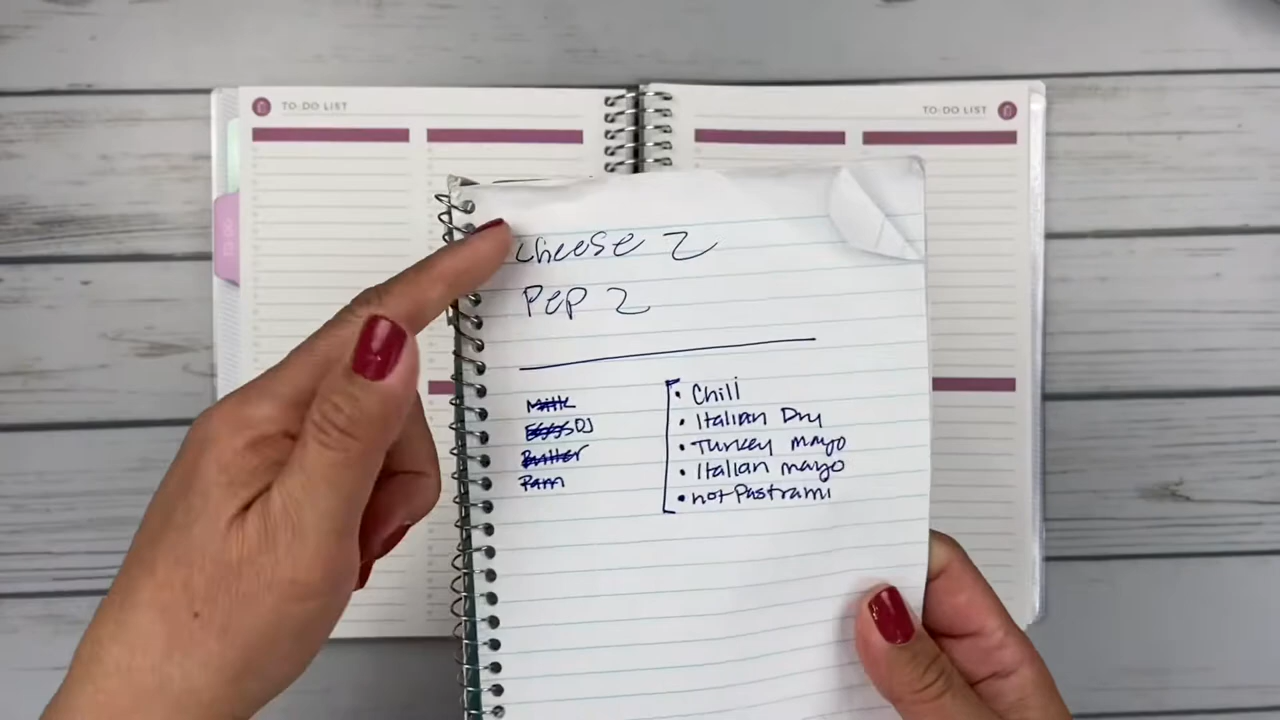 TO-DO LIST
TO-DO LIST
Cheese 2
Pep 2
Milk
Eggs OJ
Butter
Pam
• Chili
• Italian Dry
• Turkey mayo
• Italian mayo
• hot Pastrami